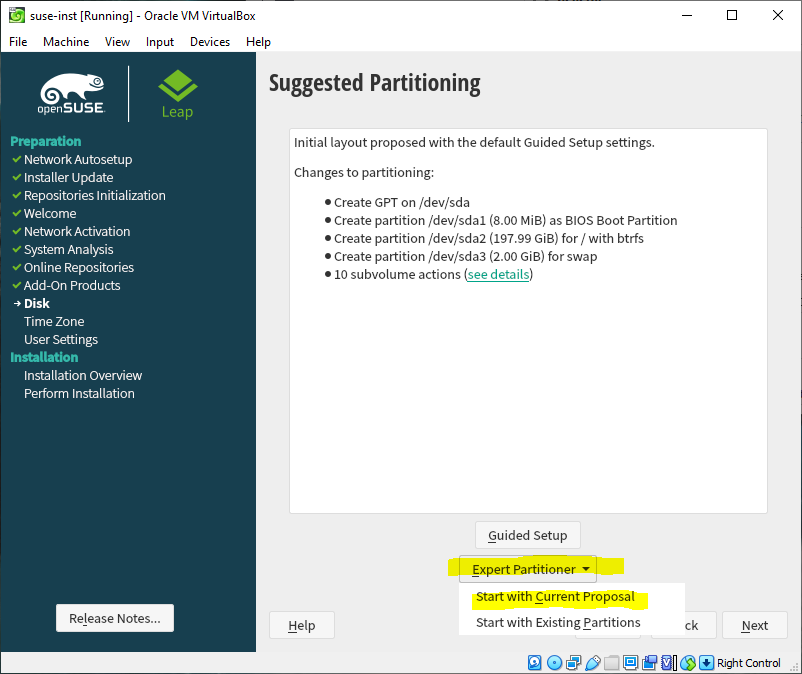 suse-inst [Running] - Oracle VM VirtualBox
File Machine View Input Devices Help
openSUSE
Leap
Preparation
Network Autosetup
Installer Update
Repositories Initialization
Welcome
Network Activation
System Analysis
Online Repositories
Add-On Products
Disk
Time Zone
User Settings
Installation
Installation Overview
Perform Installation
Release Notes...
Suggested Partitioning
Initial layout proposed with the default Guided Setup settings.
Changes to partitioning:
Create GPT on /dev/sda
Create partition /dev/sda1 (8.00 MiB) as BIOS Boot Partition
Create partition /dev/sda2 (197.99 GiB) for / with btrfs
Create partition /dev/sda3 (2.00 GiB) for swap
10 subvolume actions (see details)
Guided Setup
Expert Partitioner
Start with Current Proposal
Start with Existing Partitions
Help
ck
Next
Right Control